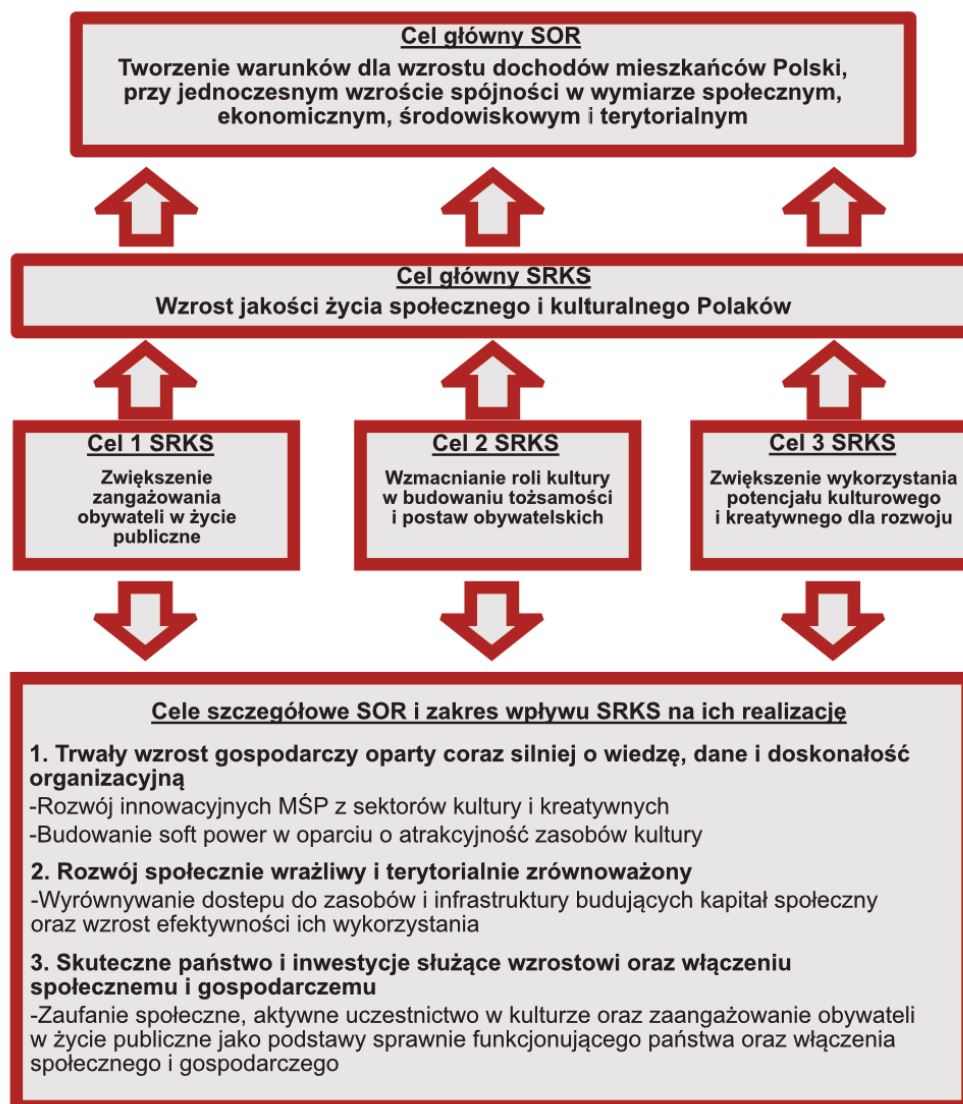 Cel główny SOR
Tworzenie warunków dla wzrostu dochodów mieszkańców Polski,
przy jednoczesnym wzroście spójności w wymiarze społecznym,
ekonomicznym, środowiskowym i terytorialnym
Cel główny SRKS
Wzrost jakości życia społecznego i kulturalnego Polaków
Cel 1 SRKS
Zwiększenie
zangażowania
obywateli w życie
publiczne
Cel 2 SRKS
Wzmacnianie roli kultury
w budowaniu tożsamości
i postaw obywatelskich
Cel 3 SRKS
Zwiększenie wykorzystania
potencjału kulturowego
i kreatywnego dla rozwoju
Cele szczegółowe SOR i zakres wpływu SRKS na ich realizację
1. Trwały wzrost gospodarczy oparty coraz silniej o wiedzę, dane i doskonałość
organizacyjną
-Rozwój innowacyjnych MŚP z sektorów kultury i kreatywnych
-Budowanie soft power w oparciu o atrakcyjność zasobów kultury
2. Rozwój społecznie wrażliwy i terytorialnie zrównoważony
-Wyrównywanie dostepu do zasobów i infrastruktury budujących kapitał społeczny
oraz wzrost efektywności ich wykorzystania
3. Skuteczne państwo i inwestycje służące wzrostowi oraz włączeniu
społecznemu i gospodarczemu
-Zaufanie społeczne, aktywne uczestnictwo w kulturze oraz zaangażowanie obywateli
w życie publiczne jako podstawy sprawnie funkcjonującego państwa oraz włączenia
społecznego i gospodarczego